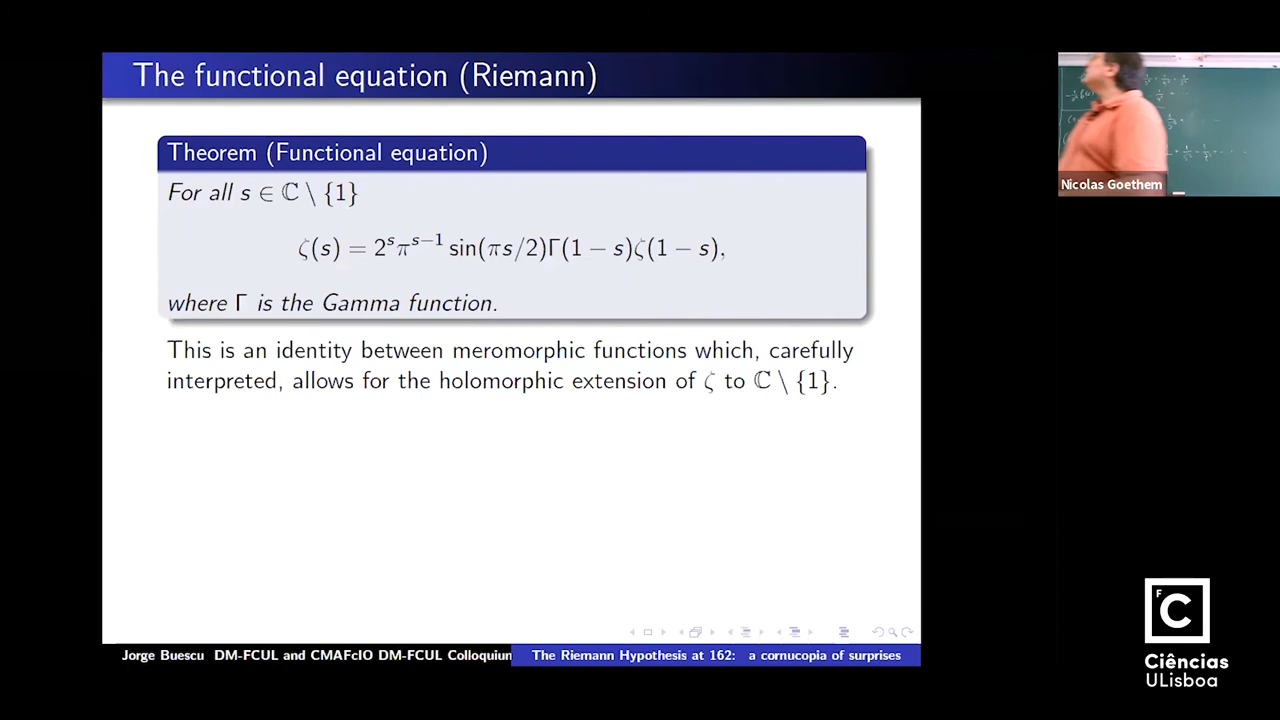 The functional equation (Riemann)
Theorem (Functional equation)
For all s ∈ ℂ \ {1}
ζ(s) = 2^s π^{s−1} sin(πs/2)Γ(1 − s)ζ(1 − s),
where Γ is the Gamma function.
This is an identity between meromorphic functions which, carefully
interpreted, allows for the holomorphic extension of ζ to ℂ \ {1}.
Jorge Buescu DM-FCUL and CMAFcIO DM-FCUL Colloquium
The Riemann Hypothesis at 162: a cornucopia of surprises
Nicolas Goethem
F
C
Ciências
ULisboa